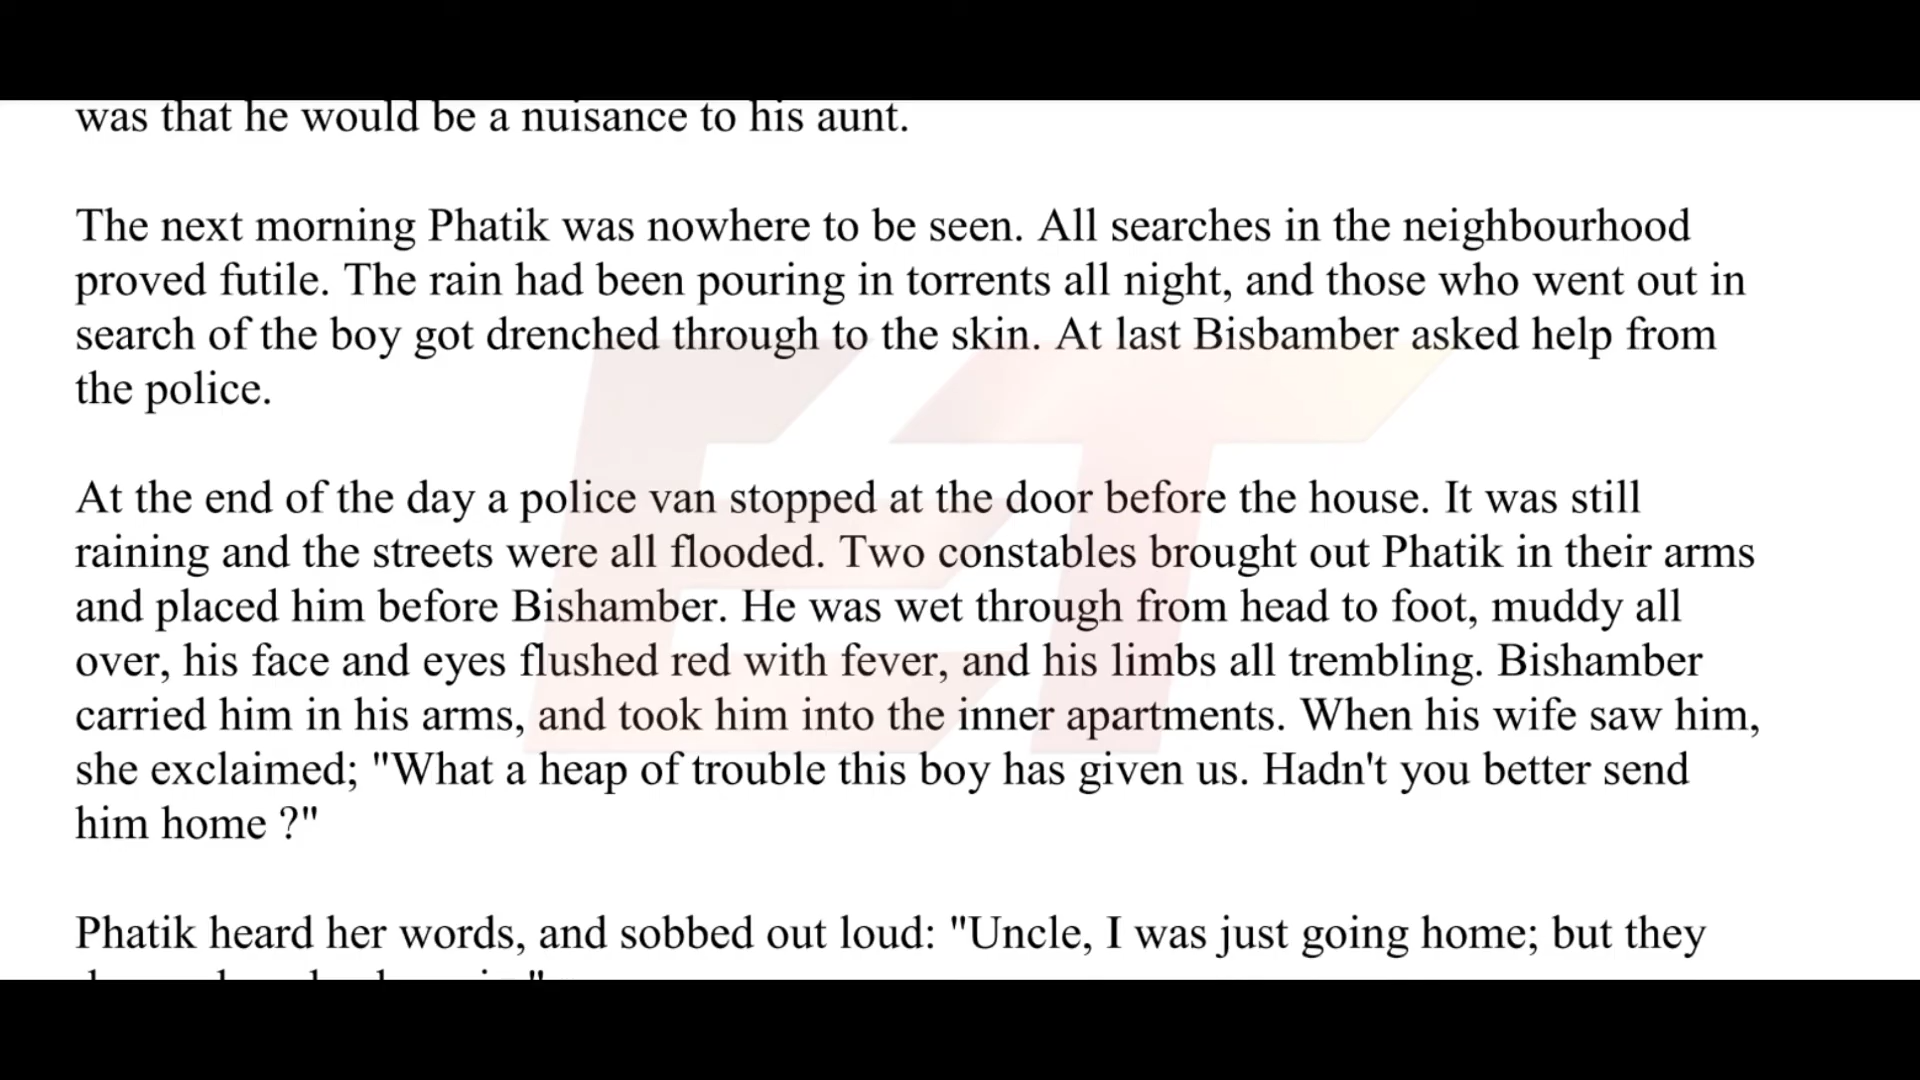 was that he would be a nuisance to his aunt.
The next morning Phatik was nowhere to be seen. All searches in the neighbourhood
proved futile. The rain had been pouring in torrents all night, and those who went out in
search of the boy got drenched through to the skin. At last Bisbamber asked help from
the police.
At the end of the day a police van stopped at the door before the house. It was still
raining and the streets were all flooded. Two constables brought out Phatik in their arms
and placed him before Bishamber. He was wet through from head to foot, muddy all
over, his face and eyes flushed red with fever, and his limbs all trembling. Bishamber
carried him in his arms, and took him into the inner apartments. When his wife saw him,
she exclaimed; "What a heap of trouble this boy has given us. Hadn't you better send
him home ?"
Phatik heard her words, and sobbed out loud: "Uncle, I was just going home; but they